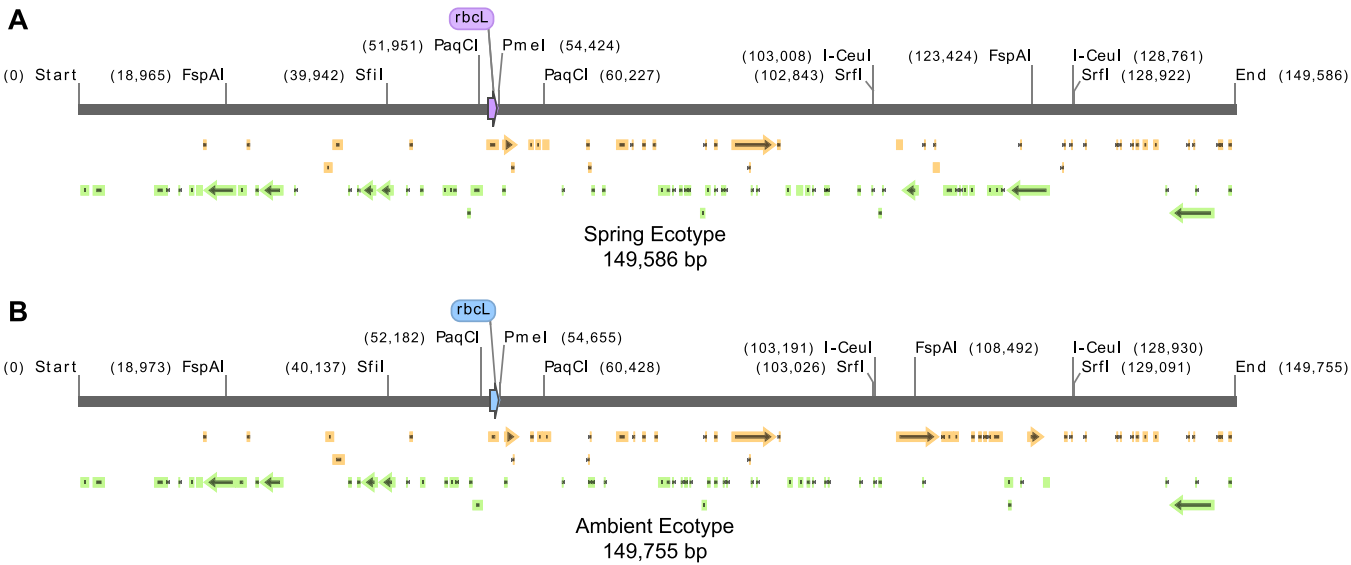 A
rbcL
(51,951) PaqCI PmeI (54,424) (103,008) I-CeuI (123,424) FspAI I-CeuI (128,761)
(0) Start (18,965) FspAI (39,942) SfiI PaqCI (60,227) (102,843) SrfI SrfI (128,922) End (149,586)
Spring Ecotype
149,586 bp
B
rbcL
(52,182) PaqCI PmeI (54,655) (103,191) I-CeuI FspAI (108,492) I-CeuI (128,930)
(0) Start (18,973) FspAI (40,137) SfiI PaqCI (60,428) (103,026) SrfI SrfI (129,091) End (149,755)
Ambient Ecotype
149,755 bp